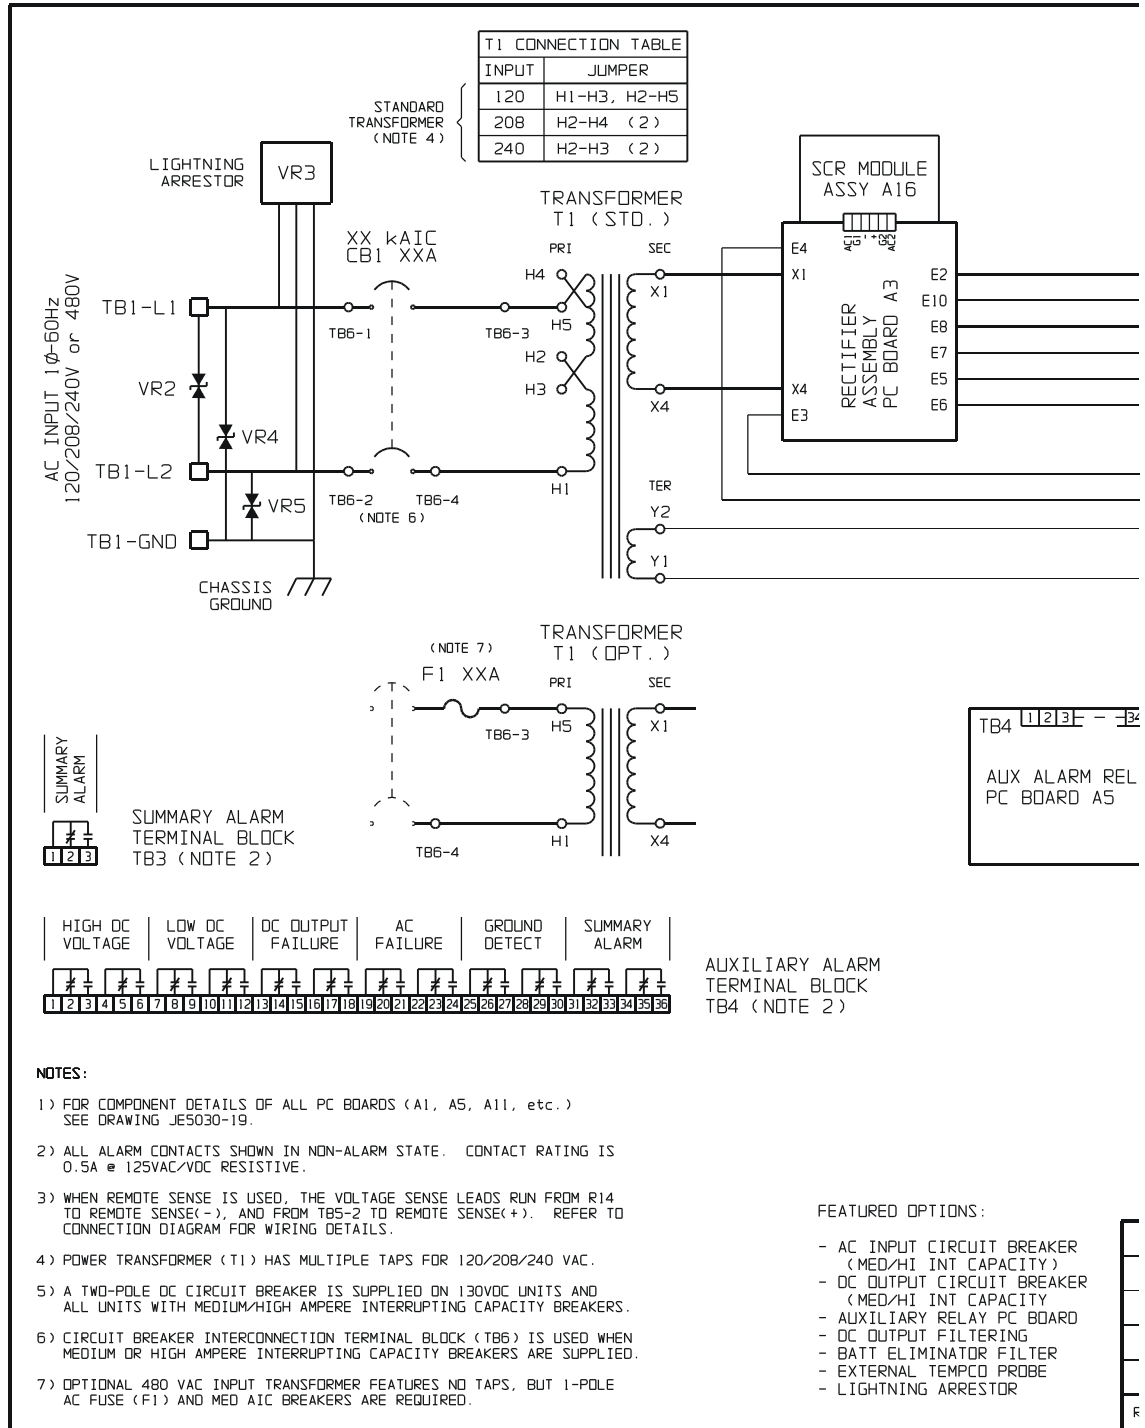 T1 CONNECTION TABLE
INPUT JUMPER
120 H1-H3, H2-H5
208 H2-H4 (2)
240 H2-H3 (2)
STANDARD
TRANSFORMER
(NOTE 4)
LIGHTNING
ARRESTOR
VR3
XX kAIC
CB1 XXA
TRANSFORMER
T1 (STD.)
PRI SEC
H4
X1
H5
H2
H3
X4
H1
TER
Y2
Y1
SCR MODULE
ASSY A16
AC1
G1
-
+
G2
AC2
E4
X1
X4
E3
RECTIFIER
ASSEMBLY
PC BOARD A3
E2
E10
E8
E7
E5
E6
AC INPUT 1Ø-60Hz
120/208/240V or 480V
TB1-L1
TB6-1
TB6-3
VR2
VR4
TB1-L2
VR5
TB6-2
TB6-4
(NOTE 6)
TB1-GND
CHASSIS
GROUND
TRANSFORMER
T1 (OPT.)
(NOTE 7)
F1 XXA
PRI SEC
H5
X1
TB6-3
H1
X4
TB6-4
TB4
1 2 3 - - 34
AUX ALARM REL
PC BOARD A5
SUMMARY
ALARM
1 2 3
SUMMARY ALARM
TERMINAL BLOCK
TB3 (NOTE 2)
HIGH DC
VOLTAGE
LOW DC
VOLTAGE
DC OUTPUT
FAILURE
AC
FAILURE
GROUND
DETECT
SUMMARY
ALARM
1 2 3 4 5 6 7 8 9 10 11 12 13 14 15 16 17 18 19 20 21 22 23 24 25 26 27 28 29 30 31 32 33 34 35 36
AUXILIARY ALARM
TERMINAL BLOCK
TB4 (NOTE 2)
NOTES:
1) FOR COMPONENT DETAILS OF ALL PC BOARDS (A1, A5, A11, etc.)
SEE DRAWING JE5030-19.
2) ALL ALARM CONTACTS SHOWN IN NON-ALARM STATE. CONTACT RATING IS
0.5A @ 125VAC/VDC RESISTIVE.
3) WHEN REMOTE SENSE IS USED, THE VOLTAGE SENSE LEADS RUN FROM R14
TO REMOTE SENSE(-), AND FROM TB5-2 TO REMOTE SENSE(+). REFER TO
CONNECTION DIAGRAM FOR WIRING DETAILS.
4) POWER TRANSFORMER (T1) HAS MULTIPLE TAPS FOR 120/208/240 VAC.
5) A TWO-POLE DC CIRCUIT BREAKER IS SUPPLIED ON 130VDC UNITS AND
ALL UNITS WITH MEDIUM/HIGH AMPERE INTERRUPTING CAPACITY BREAKERS.
6) CIRCUIT BREAKER INTERCONNECTION TERMINAL BLOCK (TB6) IS USED WHEN
MEDIUM OR HIGH AMPERE INTERRUPTING CAPACITY BREAKERS ARE SUPPLIED.
7) OPTIONAL 480 VAC INPUT TRANSFORMER FEATURES NO TAPS, BUT 1-POLE
AC FUSE (F1) AND MED AIC BREAKERS ARE REQUIRED.
FEATURED OPTIONS:
- AC INPUT CIRCUIT BREAKER
(MED/HI INT CAPACITY)
- DC OUTPUT CIRCUIT BREAKER
(MED/HI INT CAPACITY
- AUXILIARY RELAY PC BOARD
- DC OUTPUT FILTERING
- BATT ELIMINATOR FILTER
- EXTERNAL TEMPCO PROBE
- LIGHTNING ARRESTOR
R